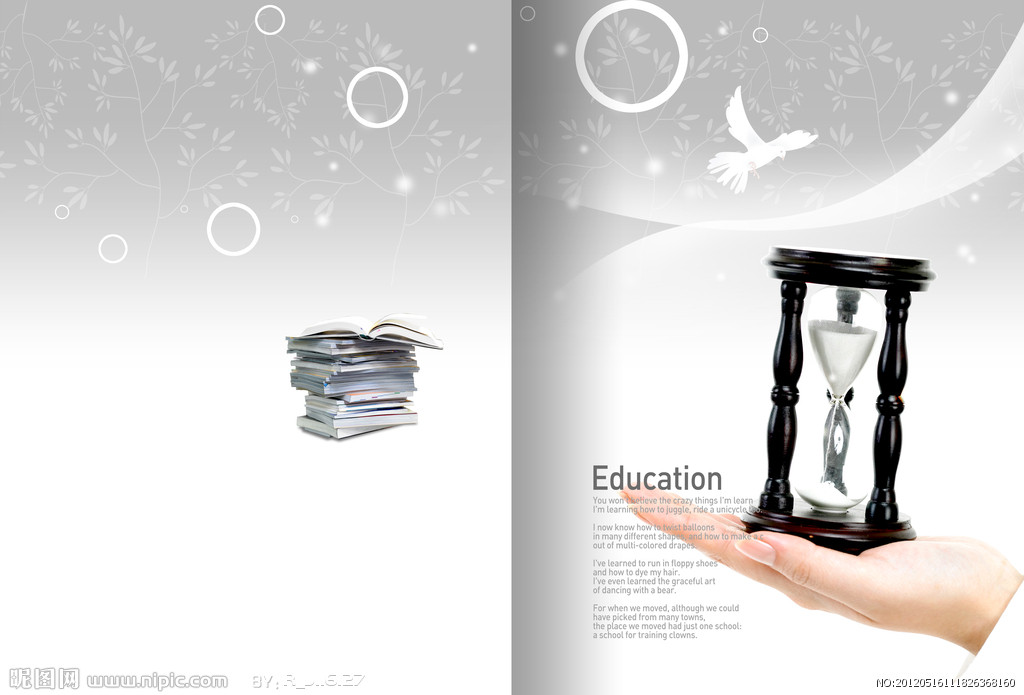 Education
You won't believe the crazy things I'm learn
I'm learning how to juggle, ride a unicycle
I now know how to twist balloons
in many different shapes, and how to make a c
out of multi-colored drapes.
I've learned to run in floppy shoes
and how to dye my hair.
I've even learned the graceful art
of dancing with a bear.
For when we moved, although we could
have picked from many towns,
the place we moved had just one school:
a school for training clowns.
昵图网 www.nipic.com BY:
NO:20120516111826368160